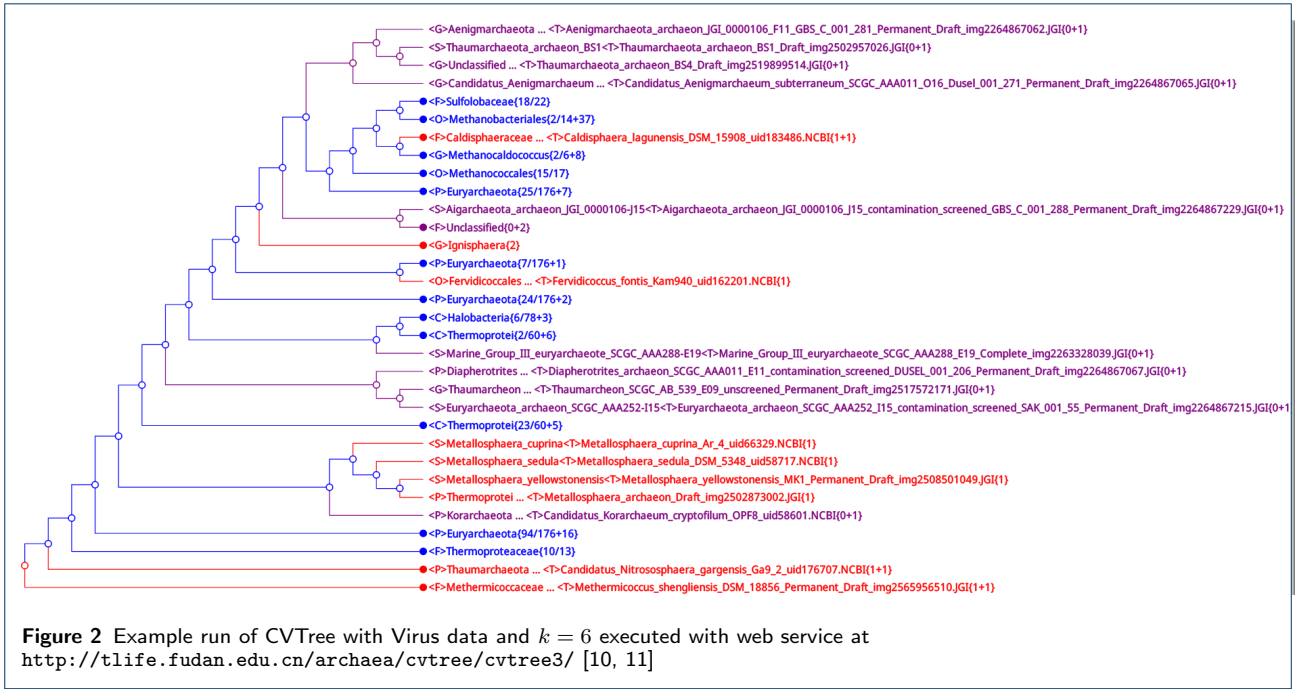 <G>Aenigmarchaeota ... <T>Aenigmarchaeota_archaeon_JGI_0000106_F11_GBS_C_001_281_Permanent_Draft_img2264867062.JGI{0+1}
<S>Thaumarchaeota_archaeon_BS1<T>Thaumarchaeota_archaeon_BS1_Draft_img2502957026.JGI{0+1}
<G>Unclassified ... <T>Thaumarchaeota_archaeon_BS4_Draft_img2519899514.JGI{0+1}
<G>Candidatus_Aenigmarchaeum ... <T>Candidatus_Aenigmarchaeum_subterraneum_SCGC_AAA011_O16_Dusel_001_271_Permanent_Draft_img2264867065.JGI{0+1}
<F>Sulfolobaceae{18/22}
<O>Methanobacteriales{2/14+37}
<F>Caldisphaeraceae ... <T>Caldisphaera_lagunensis_DSM_15908_uid183486.NCBI{1+1}
<G>Methanocaldococcus{2/6+8}
<O>Methanococcales{15/17}
<P>Euryarchaeota{25/176+7}
<S>Aigarchaeota_archaeon_JGI_0000106-J15<T>Aigarchaeota_archaeon_JGI_0000106_J15_contamination_screened_GBS_C_001_288_Permanent_Draft_img2264867229.JGI{0+1}
<F>Unclassified{0+2}
<G>Ignisphaera{2}
<P>Euryarchaeota{7/176+1}
<O>Fervidicoccales ... <T>Fervidicoccus_fontis_Kam940_uid162201.NCBI{1}
<P>Euryarchaeota{24/176+2}
<C>Halobacteria{6/78+3}
<C>Thermoprotei{2/60+6}
<S>Marine_Group_III_euryarchaeote_SCGC_AAA288-E19<T>Marine_Group_III_euryarchaeote_SCGC_AAA288_E19_Complete_img2263328039.JGI{0+1}
<P>Diapherotrites ... <T>Diapherotrites_archaeon_SCGC_AAA011_E11_contamination_screened_DUSEL_001_206_Permanent_Draft_img2264867067.JGI{0+1}
<G>Thaumarcheon ... <T>Thaumarcheon_SCGC_AB_539_E09_unscreened_Permanent_Draft_img2517572171.JGI{0+1}
<S>Euryarchaeota_archaeon_SCGC_AAA252-I15<T>Euryarchaeota_archaeon_SCGC_AAA252_I15_contamination_screened_SAK_001_55_Permanent_Draft_img2264867215.JGI{0+1
<C>Thermoprotei{23/60+5}
<S>Metallosphaera_cuprina<T>Metallosphaera_cuprina_Ar_4_uid66329.NCBI{1}
<S>Metallosphaera_sedula<T>Metallosphaera_sedula_DSM_5348_uid58717.NCBI{1}
<S>Metallosphaera_yellowstonensis<T>Metallosphaera_yellowstonensis_MK1_Permanent_Draft_img2508501049.JGI{1}
<P>Thermoprotei ... <T>Metallosphaera_archaeon_Draft_img2502873002.JGI{1}
<P>Korarchaeota ... <T>Candidatus_Korarchaeum_cryptofilum_OPF8_uid58601.NCBI{0+1}
<P>Euryarchaeota{94/176+16}
<F>Thermoproteaceae{10/13}
<P>Thaumarchaeota ... <T>Candidatus_Nitrososphaera_gargensis_Ga9_2_uid176707.NCBI{1+1}
<F>Methermicoccaceae ... <T>Methermicoccus_shengliensis_DSM_18856_Permanent_Draft_img2565956510.JGI{1+1}
Figure 2 Example run of CVTree with Virus data and k = 6 executed with web service at
http://tlife.fudan.edu.cn/archaea/cvtree/cvtree3/ [10, 11]